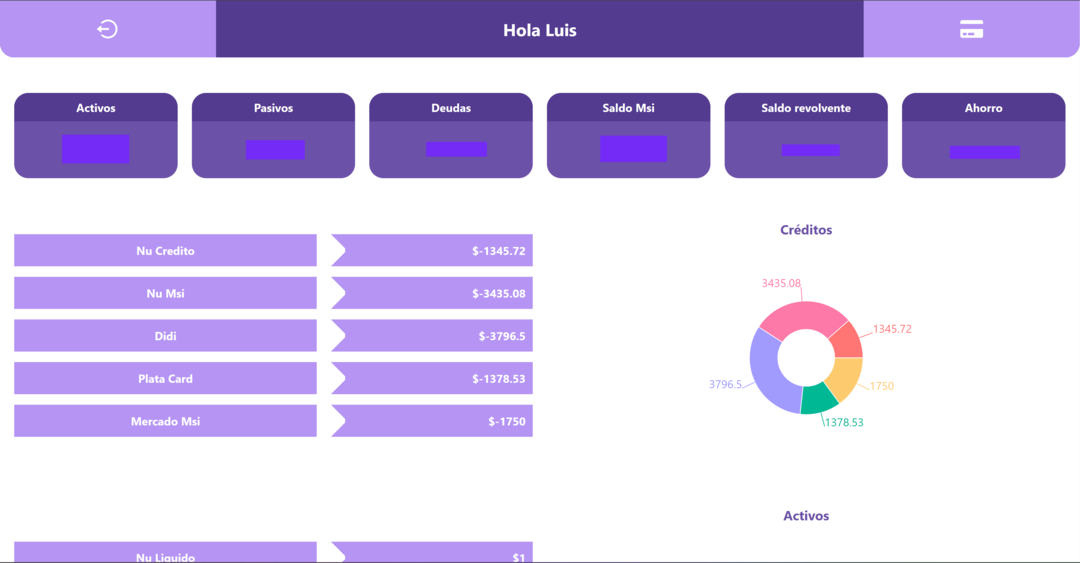 Hola Luis
Activos Pasivos Deudas Saldo Msi Saldo revolvente Ahorro
Créditos
Nu Credito $-1345.72
Nu Msi $-3435.08
Didi $-3796.5
Plata Card $-1378.53
Mercado Msi $-1750
3435.08
1345.72
3796.5
1750
1378.53
Activos
Nu Liquido $1